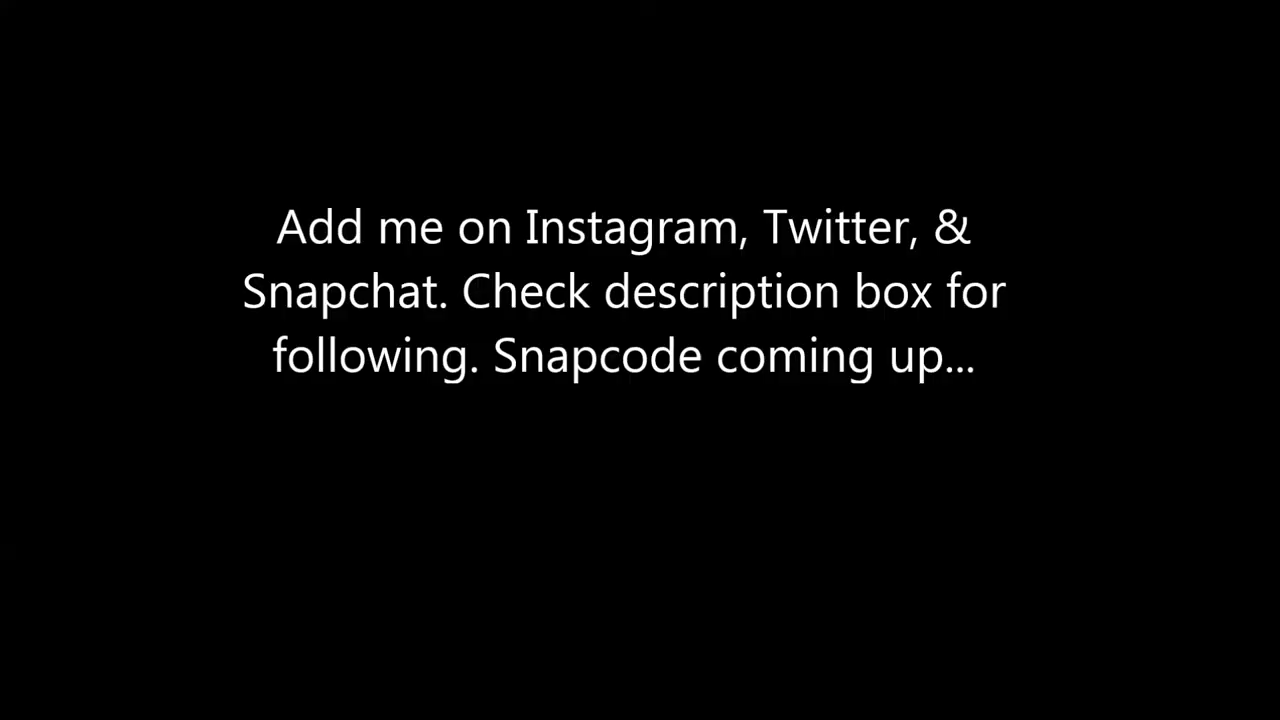 Add me on Instagram, Twitter, &
Snapchat. Check description box for
following. Snapcode coming up...